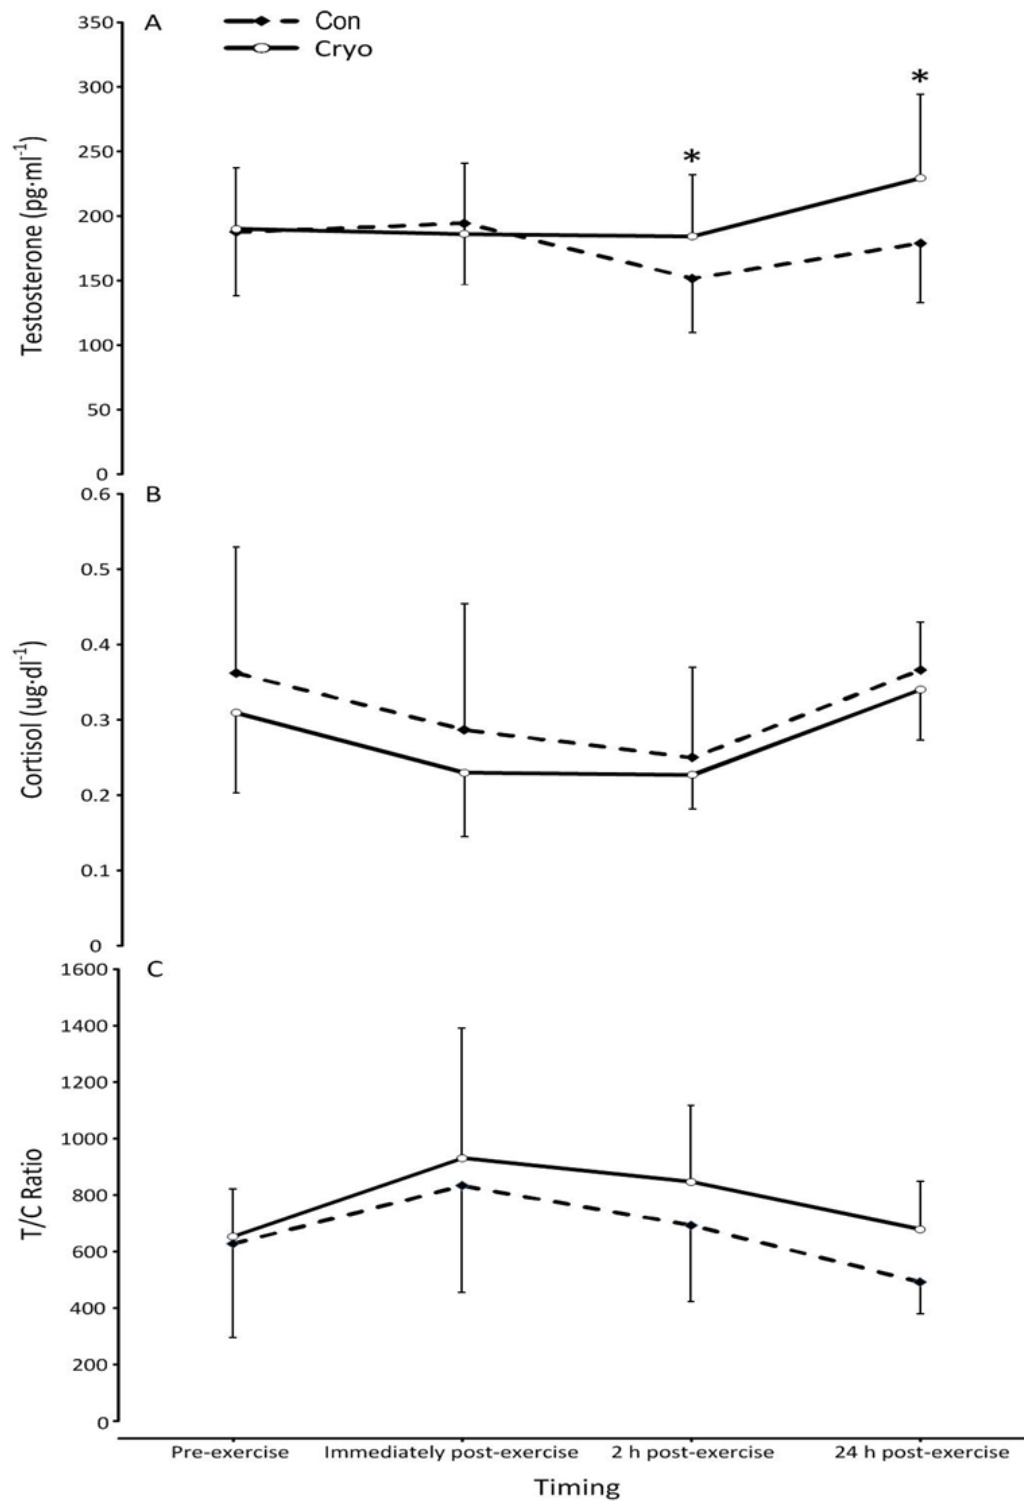 A
Con
Cryo
350
300
250
200
150
100
50
0
Testosterone (pg·ml⁻¹)
*
*
B
0.6
0.5
0.4
0.3
0.2
0.1
0
Cortisol (ug·dl⁻¹)
C
1600
1400
1200
1000
800
600
400
200
0
T/C Ratio
Pre-exercise Immediately post-exercise 2 h post-exercise 24 h post-exercise
Timing